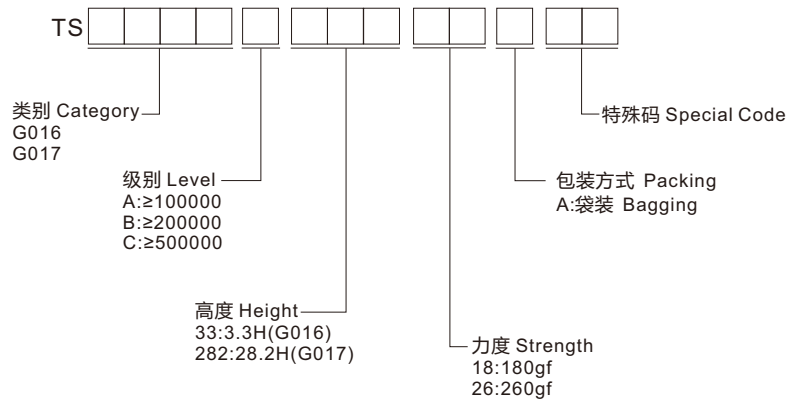 TS
类别 Category
G016
G017
级别 Level
A:≥100000
B:≥200000
C:≥500000
高度 Height
33:3.3H(G016)
282:28.2H(G017)
力度 Strength
18:180gf
26:260gf
包装方式 Packing
A:袋装 Bagging
特殊码 Special Code